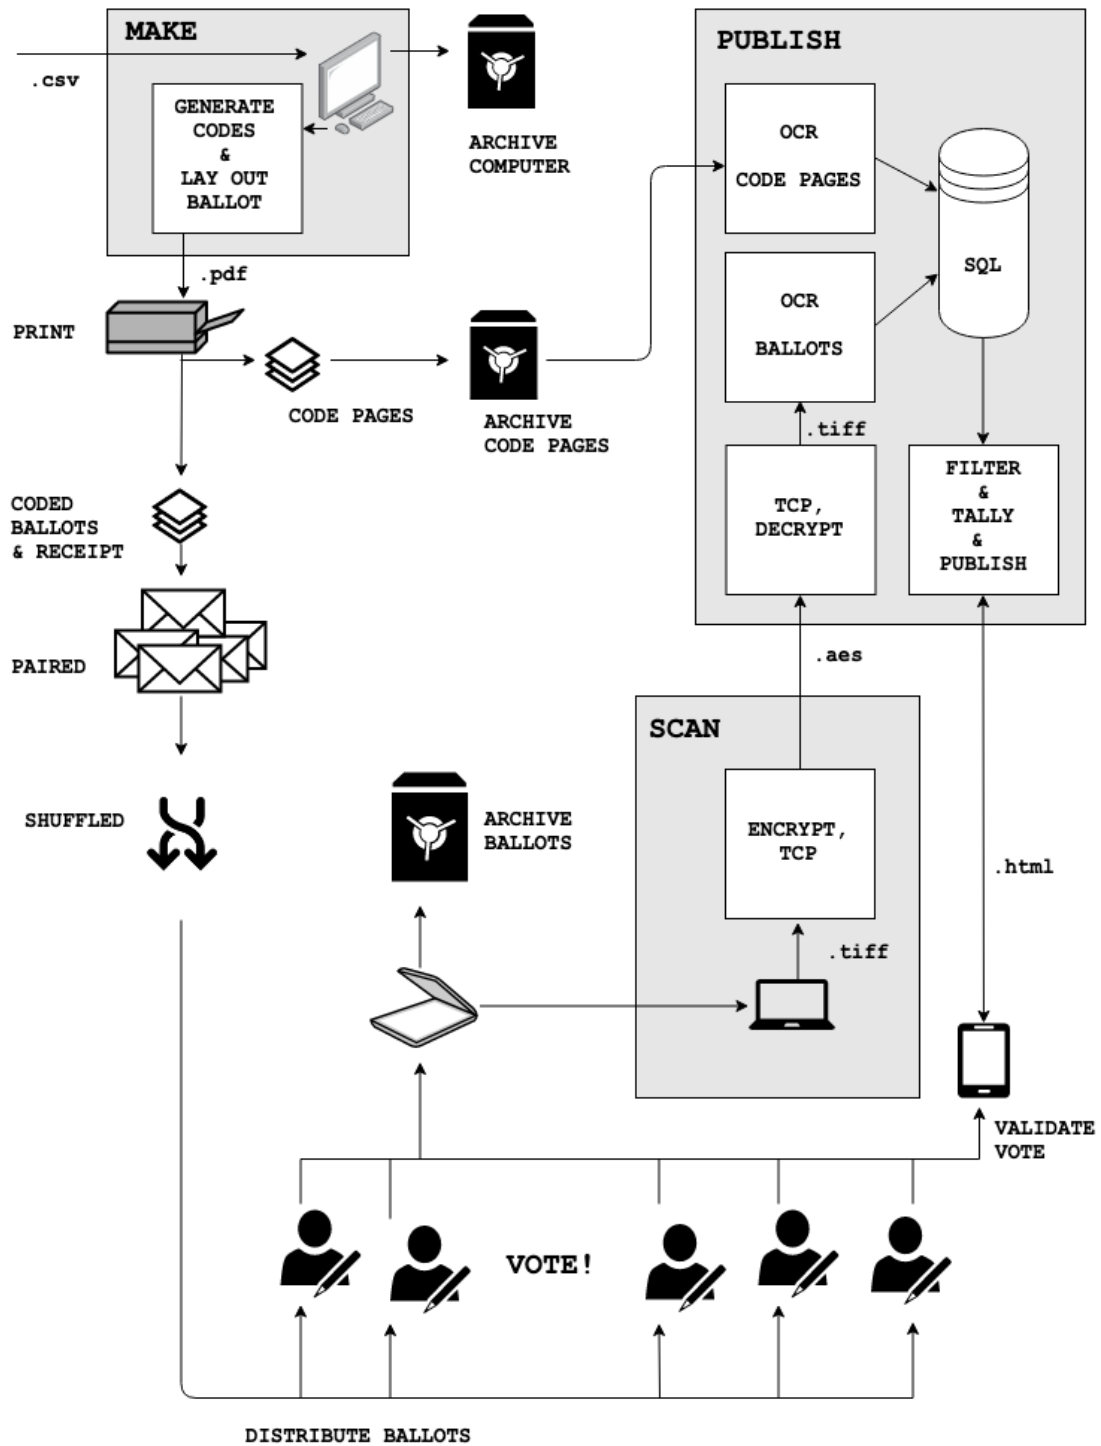 MAKE
.csv
GENERATE
CODES
&
LAY OUT
BALLOT
ARCHIVE
COMPUTER
.pdf
PRINT
CODE PAGES
ARCHIVE
CODE PAGES
CODED
BALLOTS
& RECEIPT
PAIRED
SHUFFLED
PUBLISH
OCR
CODE PAGES
SQL
OCR
BALLOTS
.tiff
TCP,
DECRYPT
FILTER
&
TALLY
&
PUBLISH
.aes
SCAN
ENCRYPT,
TCP
.tiff
ARCHIVE
BALLOTS
.html
VALIDATE
VOTE
VOTE!
DISTRIBUTE BALLOTS